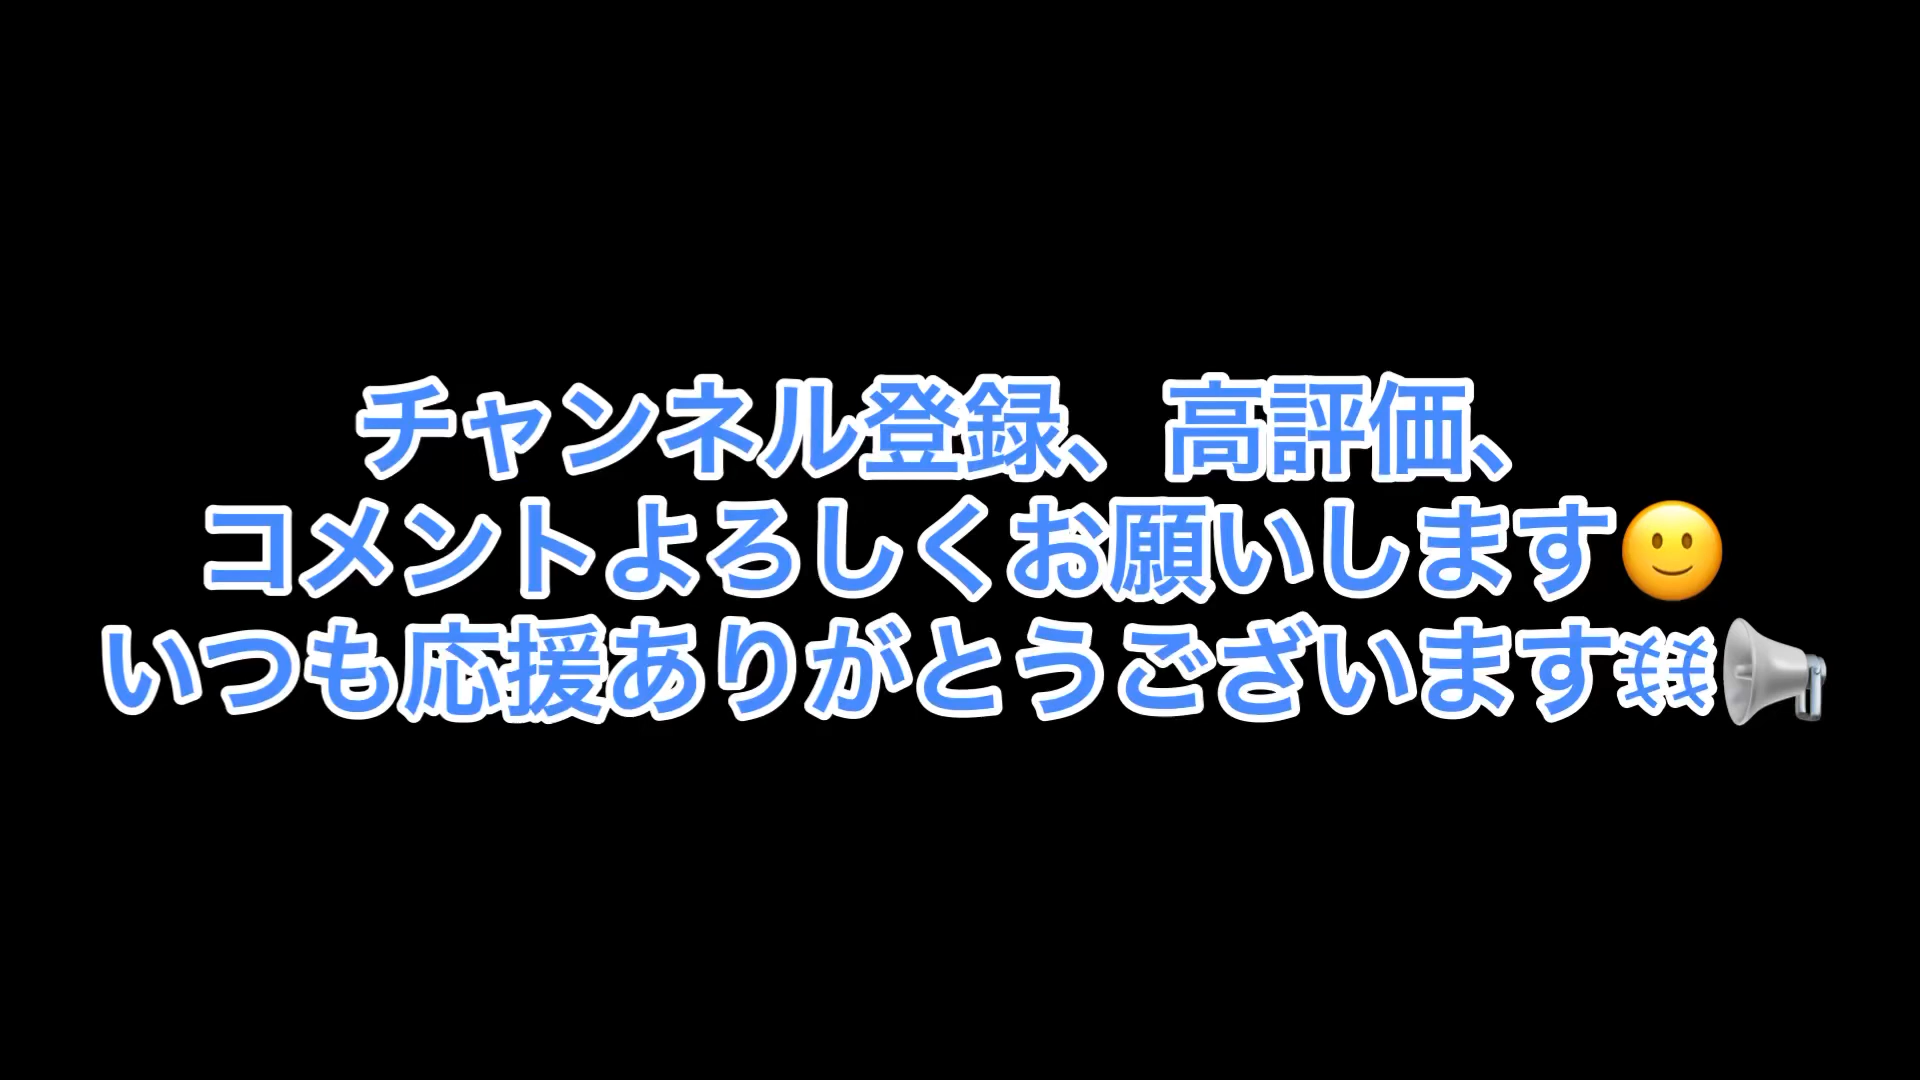 チャンネル登録、高評価、
コメントよろしくお願いします🙂
いつも応援ありがとうございます꒰꒱📢